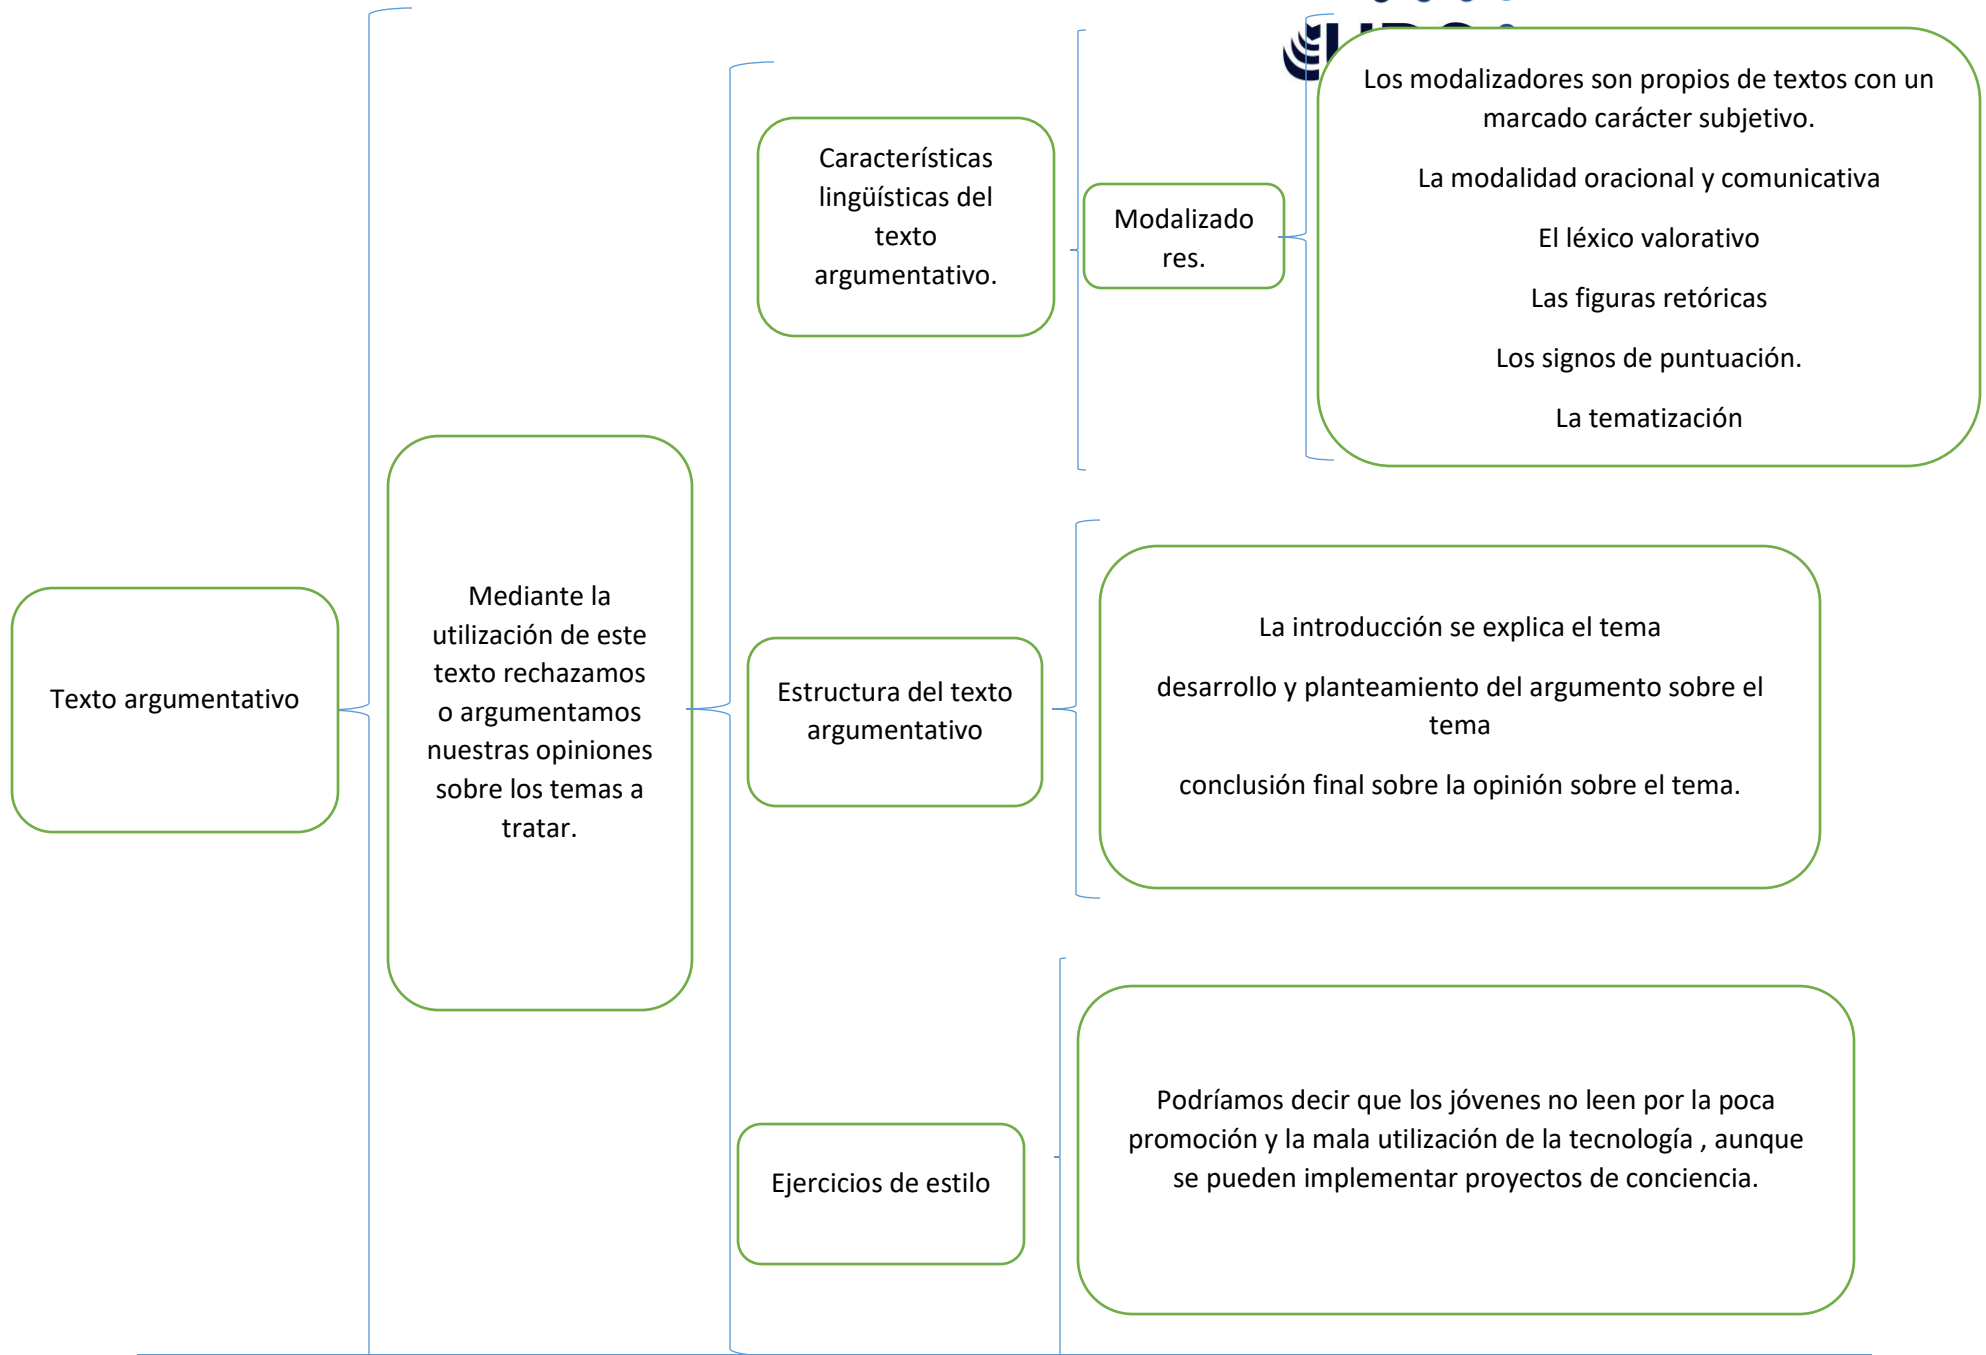 Texto argumentativo
Mediante la
utilización de este
texto rechazamos
o argumentamos
nuestras opiniones
sobre los temas a
tratar.
Características
lingüísticas del
texto
argumentativo.
Modalizado
res.
Los modalizadores son propios de textos con un
marcado carácter subjetivo.
La modalidad oracional y comunicativa
El léxico valorativo
Las figuras retóricas
Los signos de puntuación.
La tematización
Estructura del texto
argumentativo
La introducción se explica el tema
desarrollo y planteamiento del argumento sobre el
tema
conclusión final sobre la opinión sobre el tema.
Ejercicios de estilo
Podríamos decir que los jóvenes no leen por la poca
promoción y la mala utilización de la tecnología , aunque
se pueden implementar proyectos de conciencia.